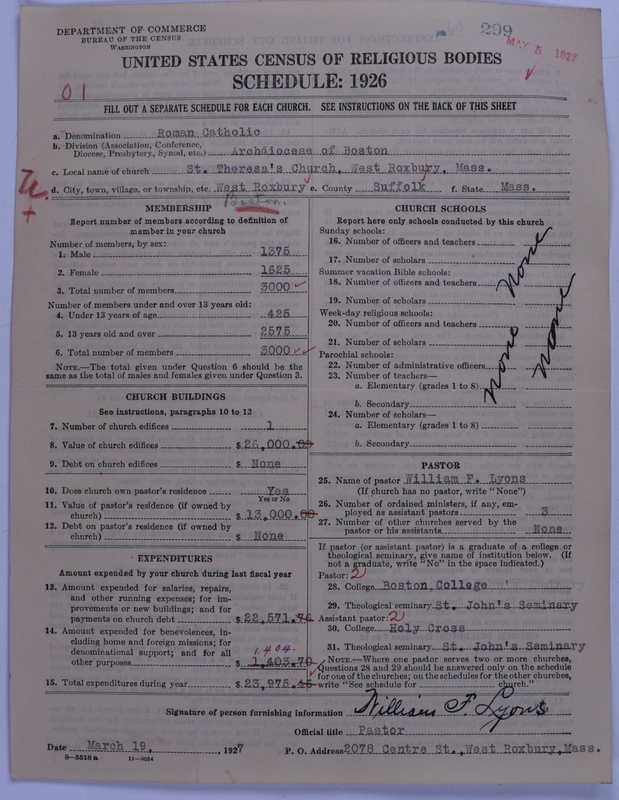 DEPARTMENT OF COMMERCE
BUREAU OF THE CENSUS
WASHINGTON
299
MAY 5 1927
UNITED STATES CENSUS OF RELIGIOUS BODIES
SCHEDULE: 1926
01
FILL OUT A SEPARATE SCHEDULE FOR EACH CHURCH. SEE INSTRUCTIONS ON THE BACK OF THIS SHEET
a. Denomination Roman Catholic
b. Division (Association, Conference, Diocese, Presbytery, Synod, etc.) Archdiocese of Boston
c. Local name of church St. Theresa's Church, West Roxbury, Mass.
d. City, town, village, or township, etc. West Roxbury e. County Suffolk f. State Mass.
Boston.
MEMBERSHIP
Report number of members according to definition of
member in your church
Number of members, by sex:
1. Male 1375
2. Female 1625
3. Total number of members 3000
Number of members under and over 13 years old:
4. Under 13 years of age 425
5. 13 years old and over 2575
6. Total number of members 3000
NOTE.—The total given under Question 6 should be the
same as the total of males and females given under Question 3.
CHURCH BUILDINGS
See instructions, paragraphs 10 to 12
7. Number of church edifices 1
8. Value of church edifices $25,000.00
9. Debt on church edifices $ None
10. Does church own pastor's residence Yes
Yes or No
11. Value of pastor's residence (if owned by
church) $ 13,000.00
12. Debt on pastor's residence (if owned by
church) $ None
EXPENDITURES
Amount expended by your church during last fiscal year
13. Amount expended for salaries, repairs,
and other running expenses; for im-
provements or new buildings; and for
payments on church debt $22,571.75
14. Amount expended for benevolences, in-
cluding home and foreign missions; for
denominational support; and for all
1,404.
other purposes $ 1,403.70
15. Total expenditures during year $ 23,975.45
CHURCH SCHOOLS
Report here only schools conducted by this church
Sunday schools:
16. Number of officers and teachers
17. Number of scholars
none
Summer vacation Bible schools:
18. Number of officers and teachers
19. Number of scholars
Week-day religious schools:
20. Number of officers and teachers
21. Number of scholars
none
none
Parochial schools:
22. Number of administrative officers
23. Number of teachers—
a. Elementary (grades 1 to 8)
b. Secondary
24. Number of scholars—
a. Elementary (grades 1 to 8)
b. Secondary
PASTOR
25. Name of pastor William F. Lyons
(If church has no pastor, write "None")
26. Number of ordained ministers, if any, em-
ployed as assistant pastors 3
27. Number of other churches served by the
pastor or his assistants None
If pastor (or assistant pastor) is a graduate of a college or
theological seminary, give name of institution below. (If
not a graduate, write "No" in the space indicated.)
Pastor: 2
28. College Boston College
29. Theological seminary St. John's Seminary
Assistant pastor: 2
30. College Holy Cross
31. Theological seminary St. John's Seminary
NOTE.—Where one pastor serves two or more churches,
Questions 28 and 29 should be answered only on the schedule
for one of the churches; on the schedules for the other churches,
write "See schedule for church."
Signature of person furnishing information William F. Lyons
Official title Pastor
Date March 19, 1927 P. O. Address 2078 Centre St., West Roxbury, Mass.
8—5518 a 11—9054